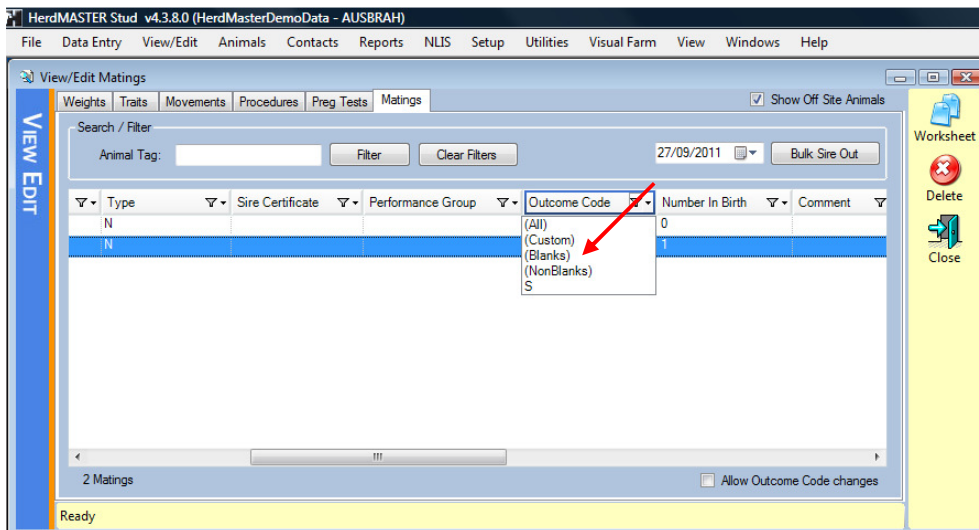 HerdMASTER Stud v4.3.8.0 (HerdMasterDemoData - AUSBRAH)
File Data Entry View/Edit Animals Contacts Reports NLIS Setup Utilities Visual Farm View Windows Help
View/Edit Matings
VIEW EDIT
Weights Traits Movements Procedures Preg Tests Matings Show Off Site Animals
Search / Filter
Animal Tag: Filter Clear Filters 27/09/2011 Bulk Sire Out
Type Sire Certificate Performance Group Outcome Code Number In Birth Comment
N 0
N 1
(All)
(Custom)
(Blanks)
(NonBlanks)
S
2 Matings Allow Outcome Code changes
Ready
Worksheet
Delete
Close